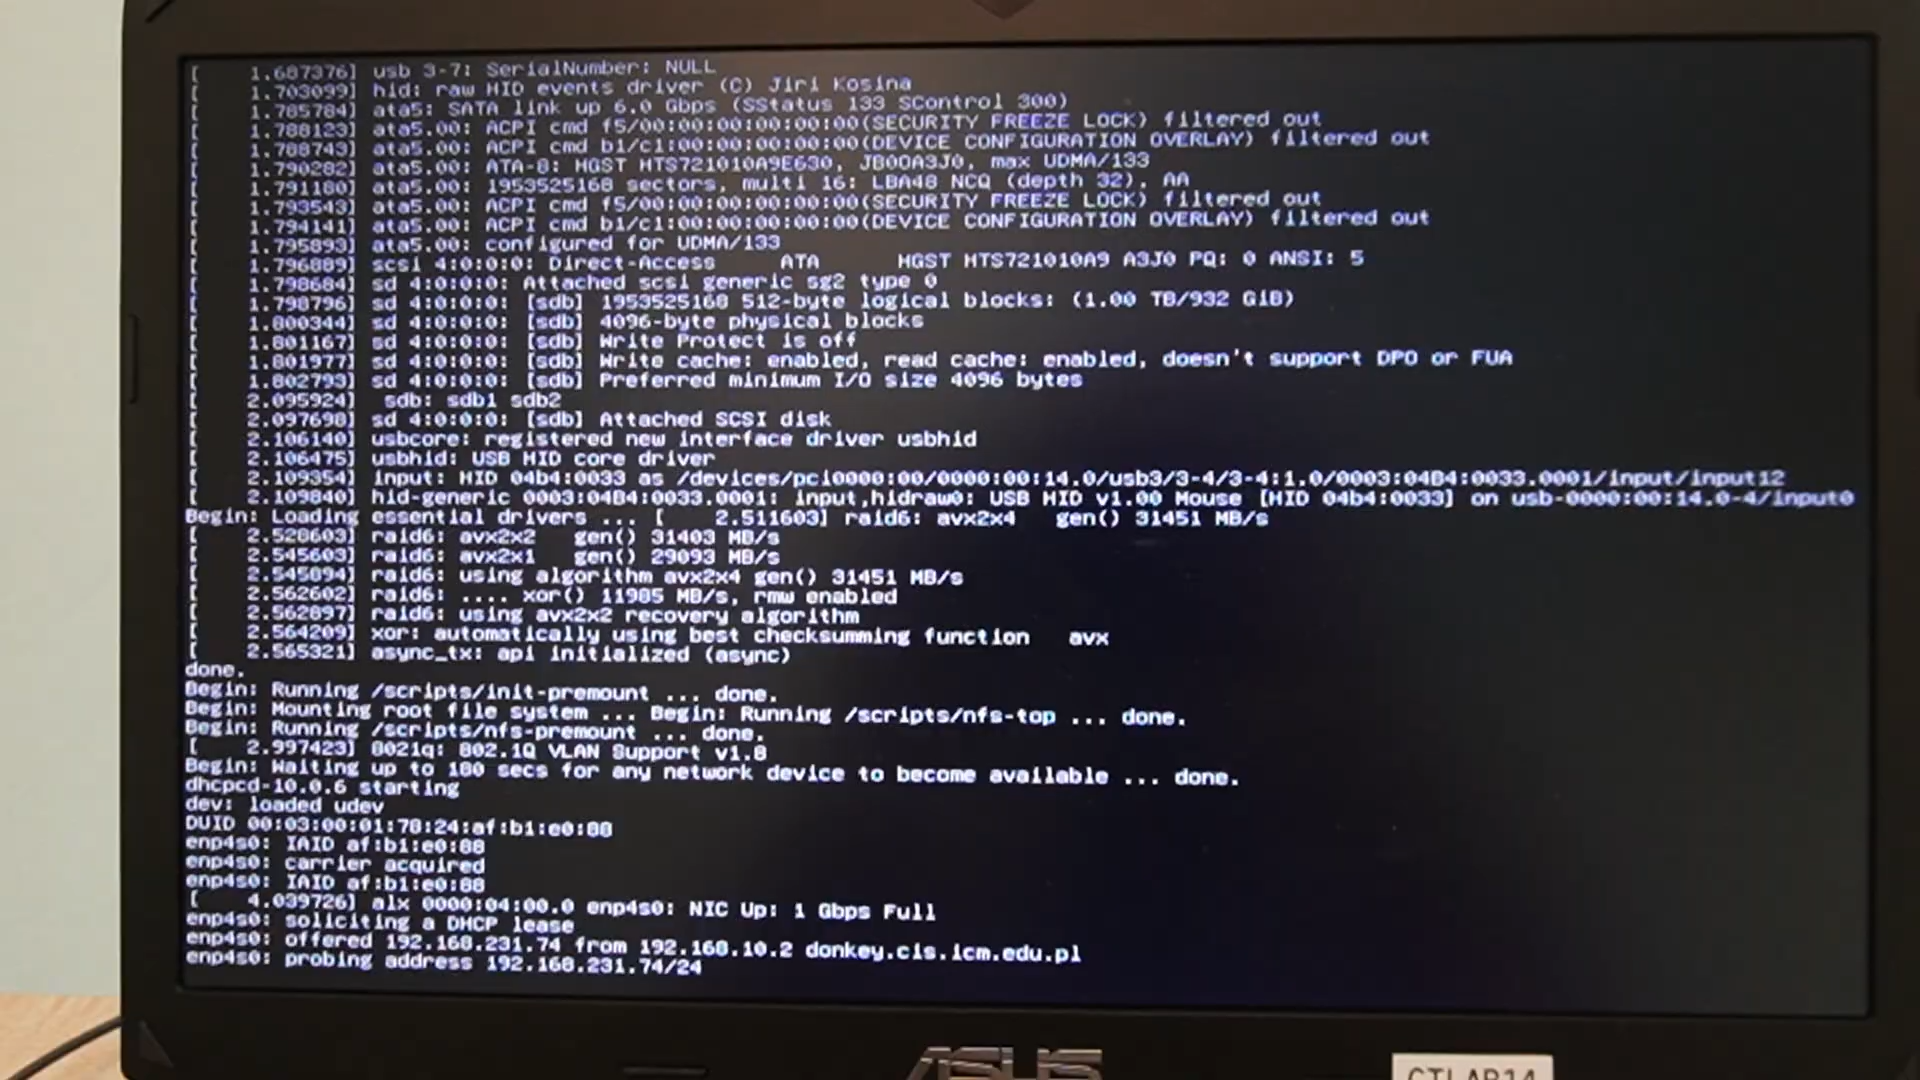 [    1.687376] usb 3-7: SerialNumber: NULL
[    1.703099] hid: raw HID events driver (C) Jiri Kosina
[    1.785784] ata5: SATA link up 6.0 Gbps (SStatus 133 SControl 300)
[    1.788123] ata5.00: ACPI cmd f5/00:00:00:00:00:00(SECURITY FREEZE LOCK) filtered out
[    1.788743] ata5.00: ACPI cmd b1/c1:00:00:00:00:00(DEVICE CONFIGURATION OVERLAY) filtered out
[    1.790282] ata5.00: ATA-8: HGST HTS721010A9E630, JB0OA3J0, max UDMA/133
[    1.791180] ata5.00: 1953525168 sectors, multi 16: LBA48 NCQ (depth 32), AA
[    1.793543] ata5.00: ACPI cmd f5/00:00:00:00:00:00(SECURITY FREEZE LOCK) filtered out
[    1.794141] ata5.00: ACPI cmd b1/c1:00:00:00:00:00(DEVICE CONFIGURATION OVERLAY) filtered out
[    1.795893] ata5.00: configured for UDMA/133
[    1.796889] scsi 4:0:0:0: Direct-Access     ATA      HGST HTS721010A9 A3J0 PQ: 0 ANSI: 5
[    1.798684] sd 4:0:0:0: Attached scsi generic sg2 type 0
[    1.798796] sd 4:0:0:0: [sdb] 1953525168 512-byte logical blocks: (1.00 TB/932 GiB)
[    1.800344] sd 4:0:0:0: [sdb] 4096-byte physical blocks
[    1.801167] sd 4:0:0:0: [sdb] Write Protect is off
[    1.801977] sd 4:0:0:0: [sdb] Write cache: enabled, read cache: enabled, doesn't support DPO or FUA
[    1.802793] sd 4:0:0:0: [sdb] Preferred minimum I/O size 4096 bytes
[    2.095924]  sdb: sdb1 sdb2
[    2.097698] sd 4:0:0:0: [sdb] Attached SCSI disk
[    2.106140] usbcore: registered new interface driver usbhid
[    2.106475] usbhid: USB HID core driver
[    2.109354] input: HID 04b4:0033 as /devices/pci0000:00/0000:00:14.0/usb3/3-4/3-4:1.0/0003:04B4:0033.0001/input/input12
[    2.109840] hid-generic 0003:04B4:0033.0001: input,hidraw0: USB HID v1.00 Mouse [HID 04b4:0033] on usb-0000:00:14.0-4/input0
Begin: Loading essential drivers ... [    2.511603] raid6: avx2x4   gen() 31451 MB/s
[    2.528603] raid6: avx2x2   gen() 31403 MB/s
[    2.545603] raid6: avx2x1   gen() 29093 MB/s
[    2.545894] raid6: using algorithm avx2x4 gen() 31451 MB/s
[    2.562602] raid6: .... xor() 11985 MB/s, rmw enabled
[    2.562897] raid6: using avx2x2 recovery algorithm
[    2.564209] xor: automatically using best checksumming function   avx
[    2.565321] async_tx: api initialized (async)
done.
Begin: Running /scripts/init-premount ... done.
Begin: Mounting root file system ... Begin: Running /scripts/nfs-top ... done.
Begin: Running /scripts/nfs-premount ... done.
[    2.997423] 8021q: 802.1Q VLAN Support v1.8
Begin: Waiting up to 180 secs for any network device to become available ... done.
dhcpcd-10.0.6 starting
dev: loaded udev
DUID 00:03:00:01:78:24:af:b1:e0:88
enp4s0: IAID af:b1:e0:88
enp4s0: carrier acquired
enp4s0: IAID af:b1:e0:88
[    4.039726] alx 0000:04:00.0 enp4s0: NIC Up: 1 Gbps Full
enp4s0: soliciting a DHCP lease
enp4s0: offered 192.168.231.74 from 192.168.10.2 donkey.cis.icm.edu.pl
enp4s0: probing address 192.168.231.74/24
ASUS
CTLAB14